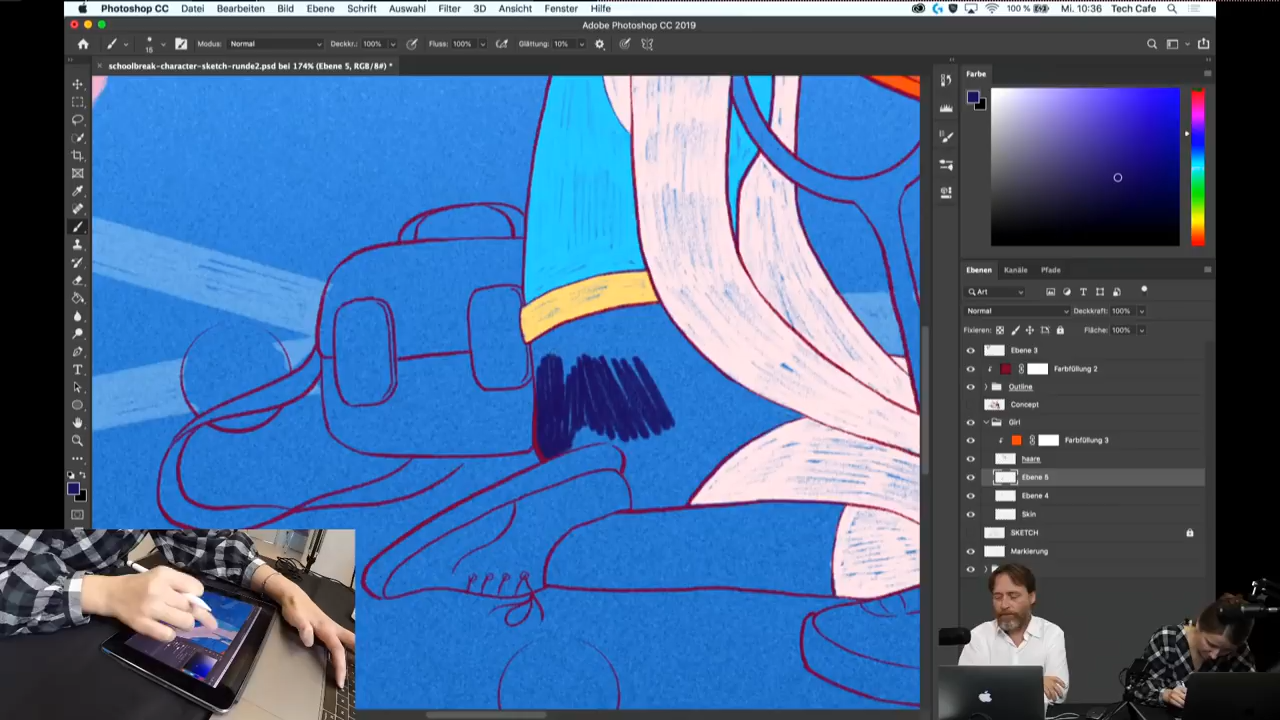 Photoshop CC Datei Bearbeiten Bild Ebene Schrift Auswahl Filter 3D Ansicht Fenster Hilfe 100 % Mi. 10:36 Tech Cafe
Adobe Photoshop CC 2019
15 Modus: Normal Deckkr.: 100% Fluss: 100% Glättung: 10%
schoolbreak-character-sketch-runde2.psd bei 174% (Ebene 5, RGB/8#) *
Farbe
Ebenen Kanäle Pfade
Art
Normal Deckkraft: 100%
Fixieren: Fläche: 100%
Ebene 3
Farbfüllung 2
Outline
Concept
Girl
Farbfüllung 3
haare
Ebene 5
Ebene 4
Skin
SKETCH
Markierung